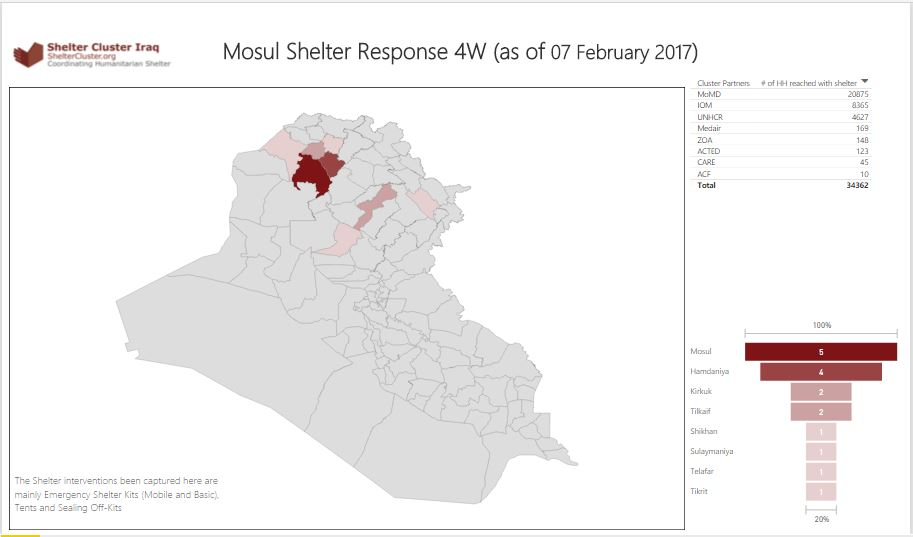 Shelter Cluster Iraq
ShelterCluster.org
Coordinating Humanitarian Shelter
Mosul Shelter Response 4W (as of 07 February 2017)
Cluster Partners # of HH reached with shelter
MoMD 20875
IOM 8365
UNHCR 4627
Medair 169
ZOA 148
ACTED 123
CARE 45
ACF 10
Total 34362
100%
Mosul 5
Hamdaniya 4
Kirkuk 2
Tilkaif 2
Shikhan 1
Sulaymaniya 1
Telafar 1
Tikrit 1
20%
The Shelter interventions been captured here are
mainly Emergency Shelter Kits (Mobile and Basic),
Tents and Sealing Off-Kits